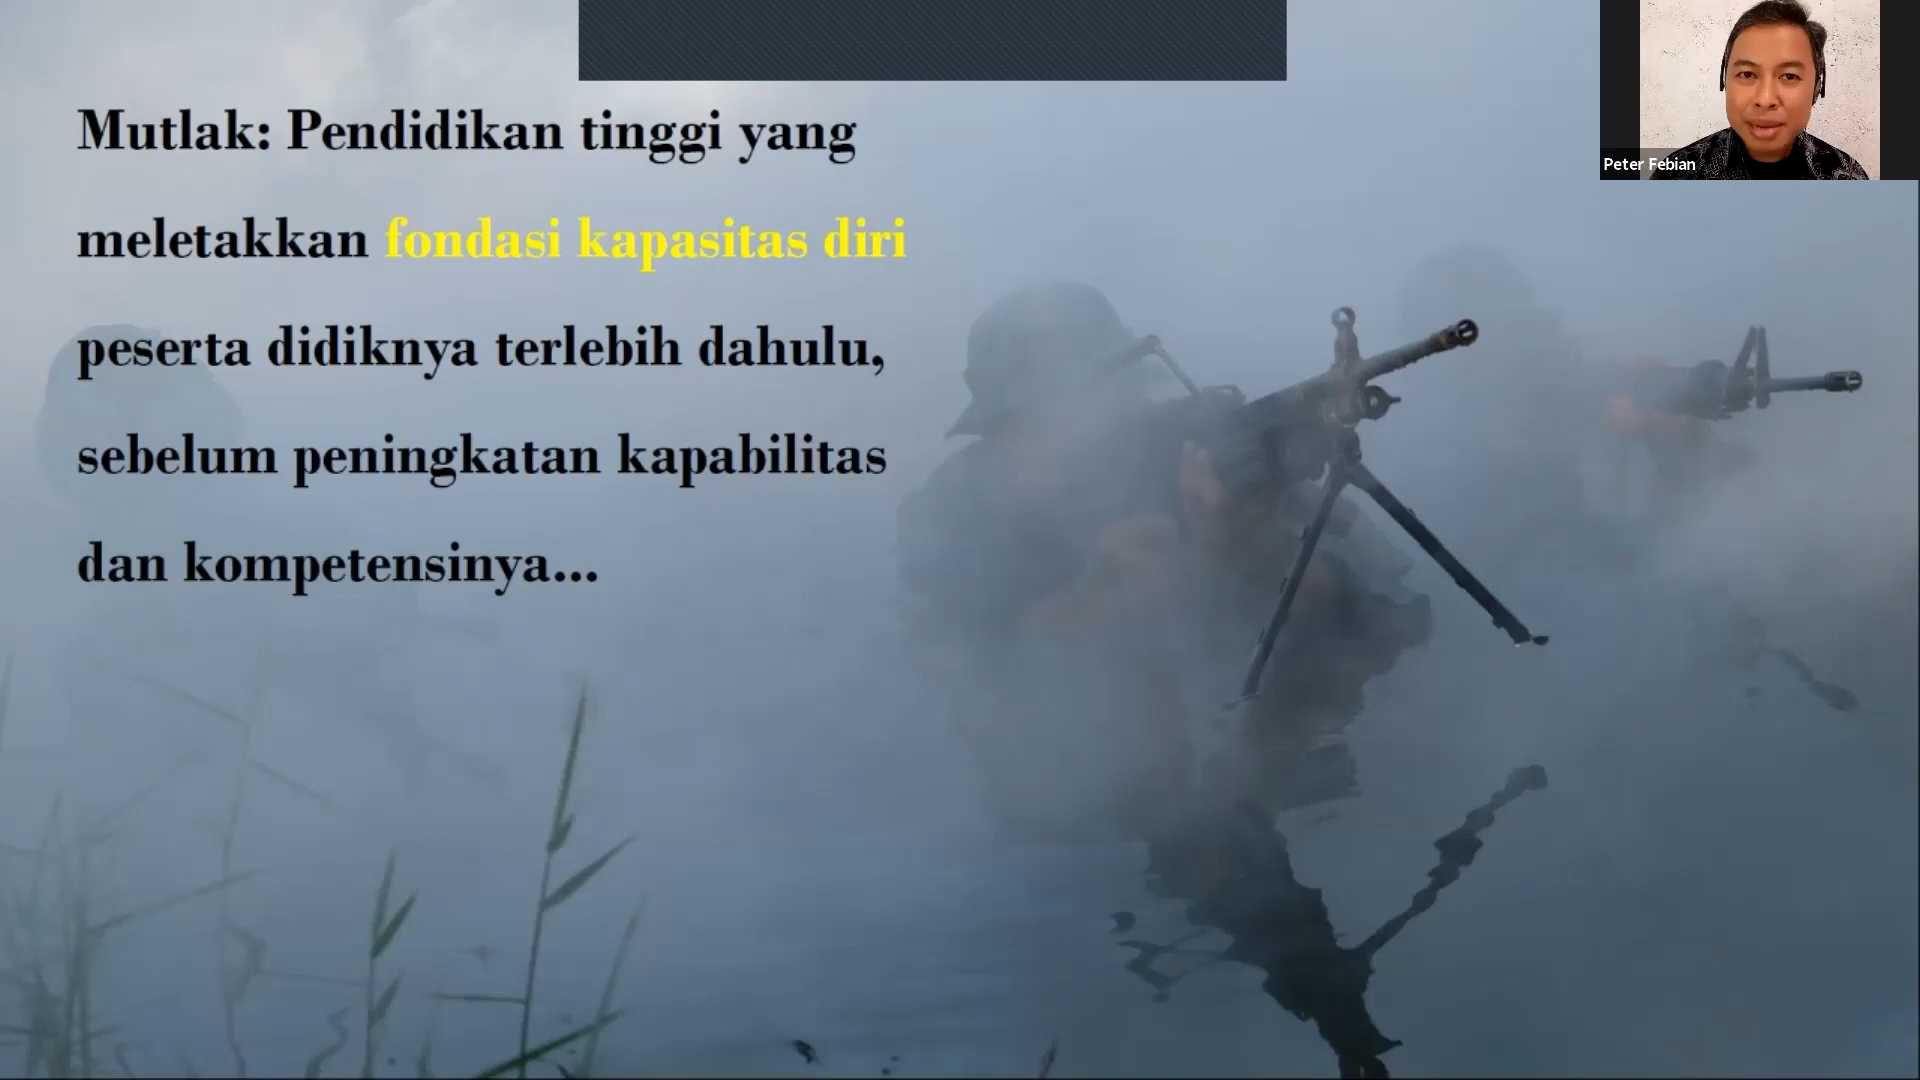 Mutlak: Pendidikan tinggi yang
meletakkan fondasi kapasitas diri
peserta didiknya terlebih dahulu,
sebelum peningkatan kapabilitas
dan kompetensinya...
Peter Febian